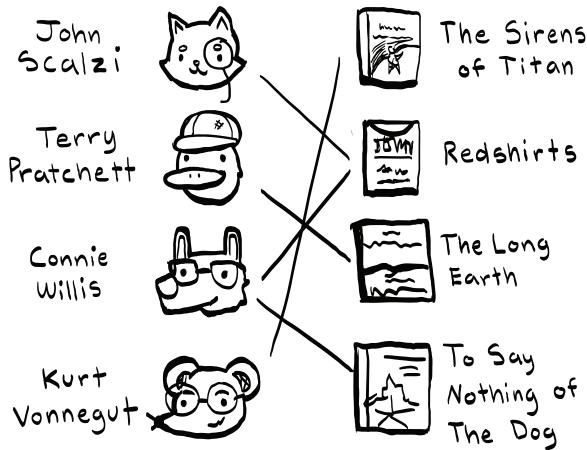 John
Scalzi
The Sirens
of Titan
Terry
Pratchett
Redshirts
Connie
Willis
The Long
Earth
Kurt
Vonnegut
To Say
Nothing of
The Dog